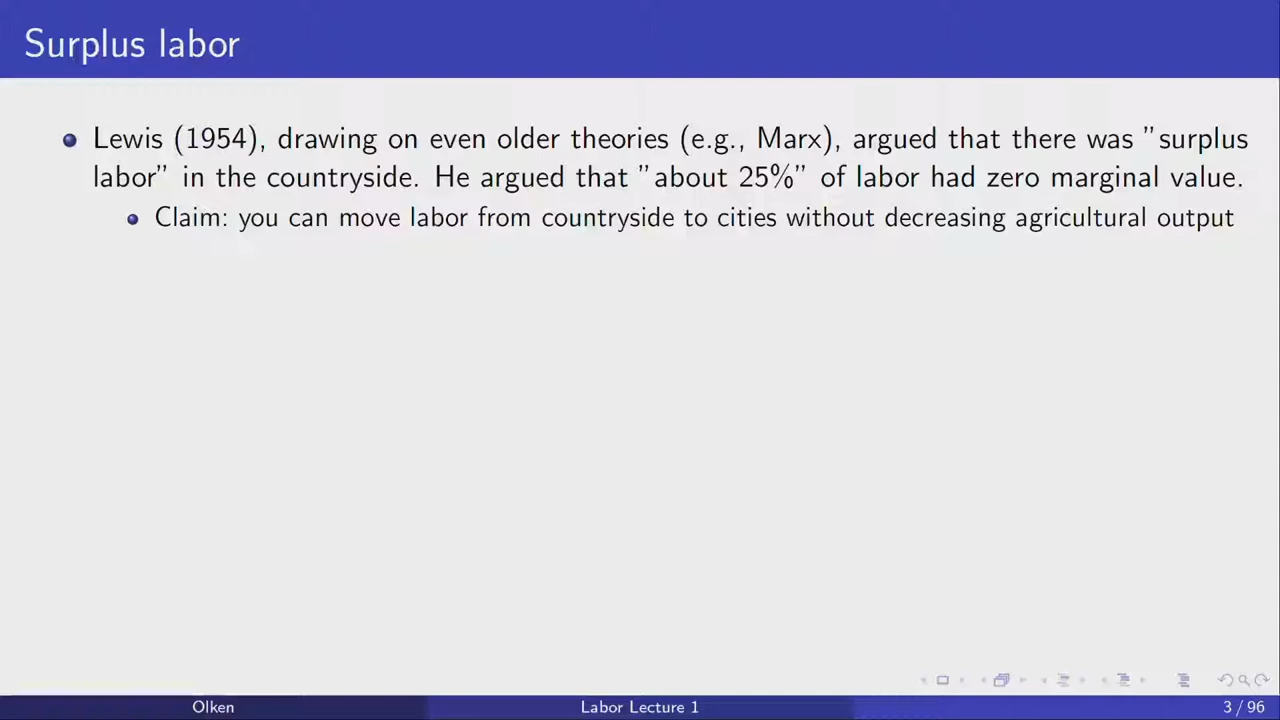 Surplus labor
Lewis (1954), drawing on even older theories (e.g., Marx), argued that there was ”surplus
labor” in the countryside. He argued that ”about 25%” of labor had zero marginal value.
Claim: you can move labor from countryside to cities without decreasing agricultural output
Olken
Labor Lecture 1
3 / 96